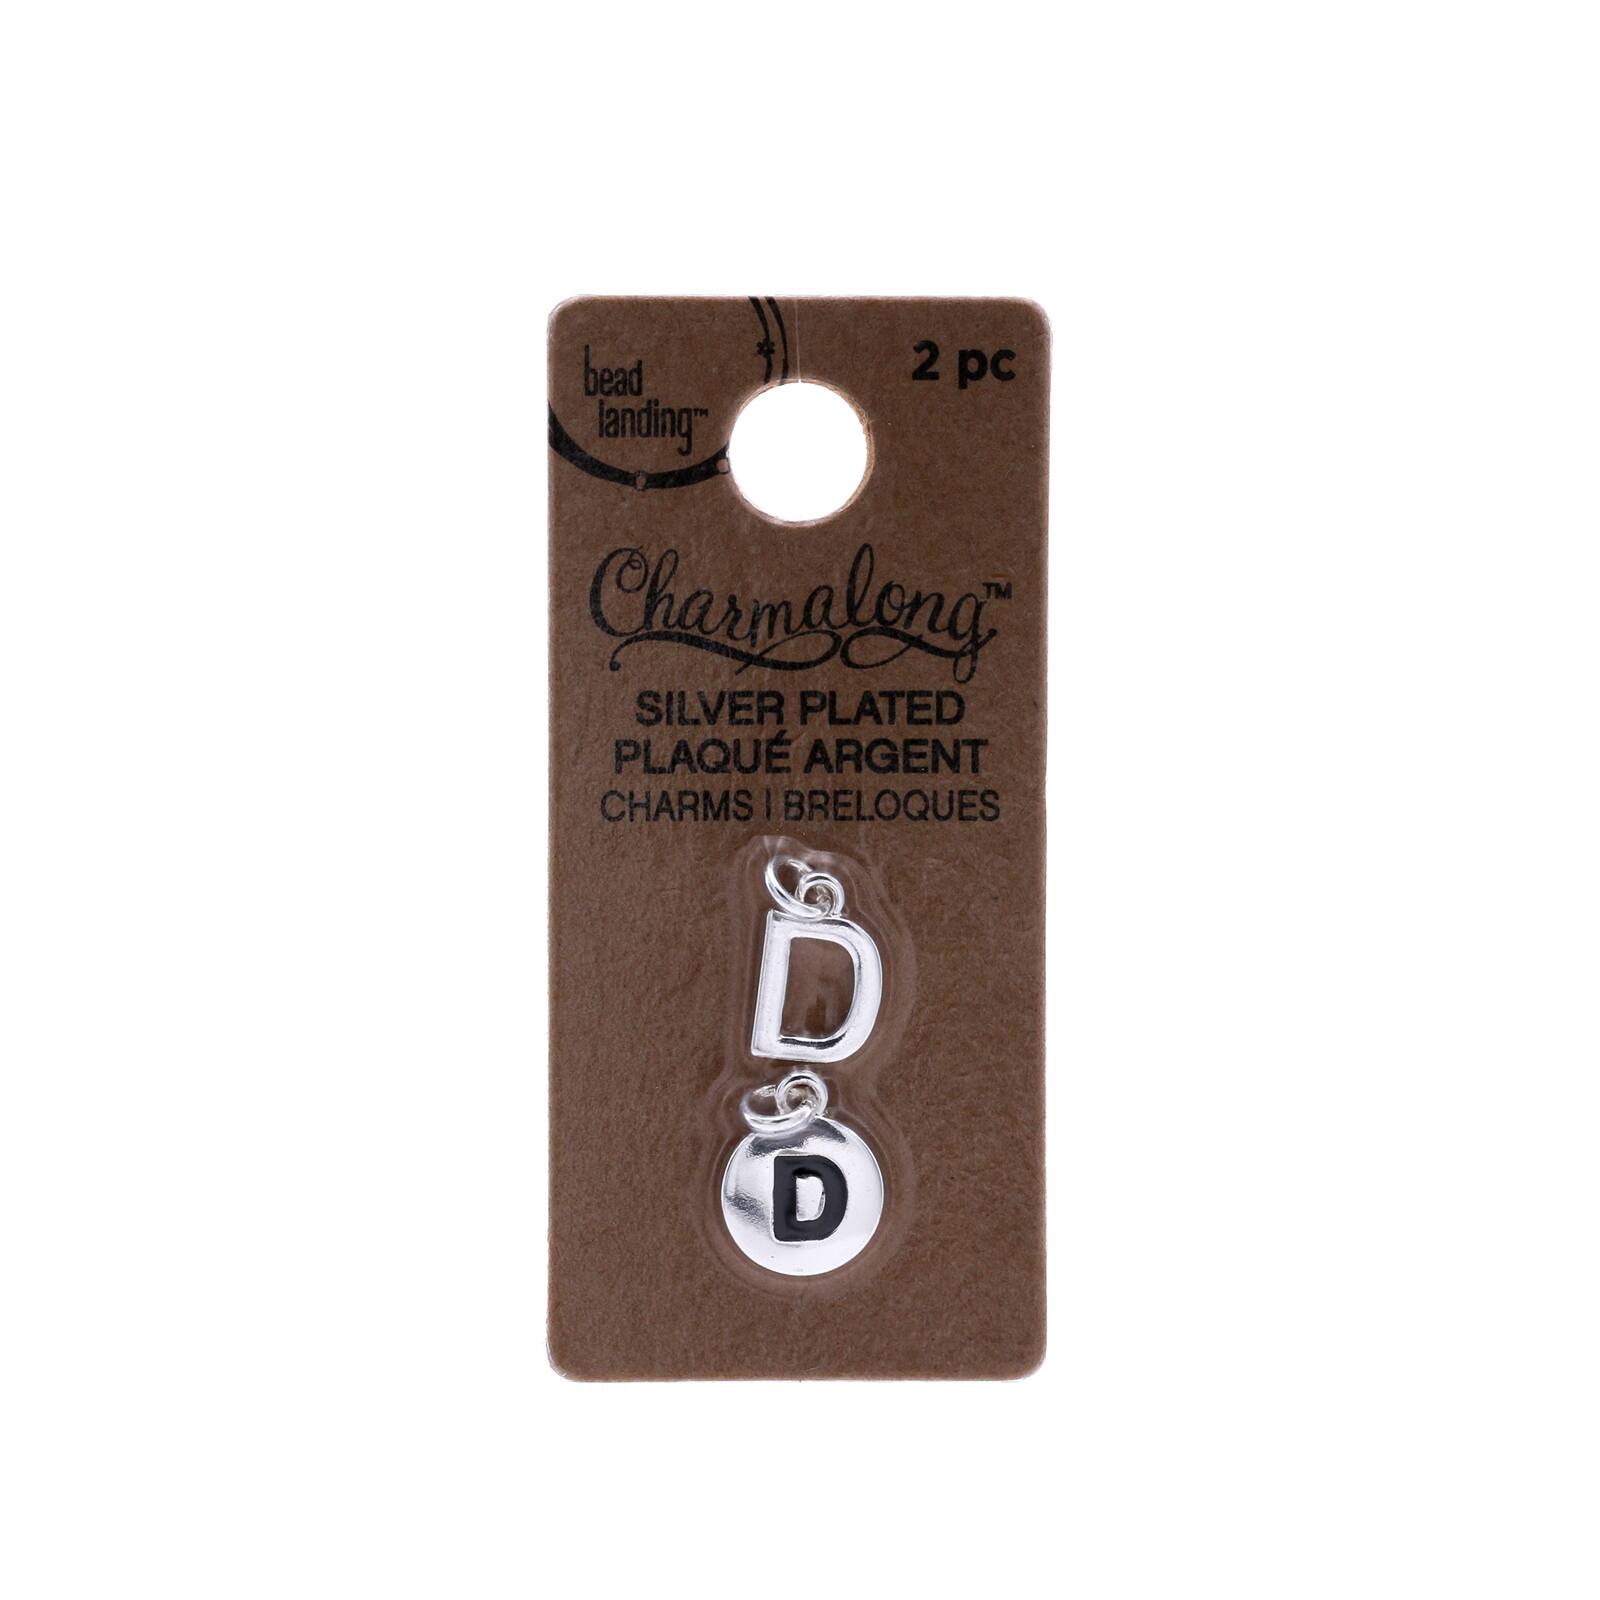 bead
landing™
2 pc
Charmalong™
SILVER PLATED
PLAQUÉ ARGENT
CHARMS | BRELOQUES
D
D